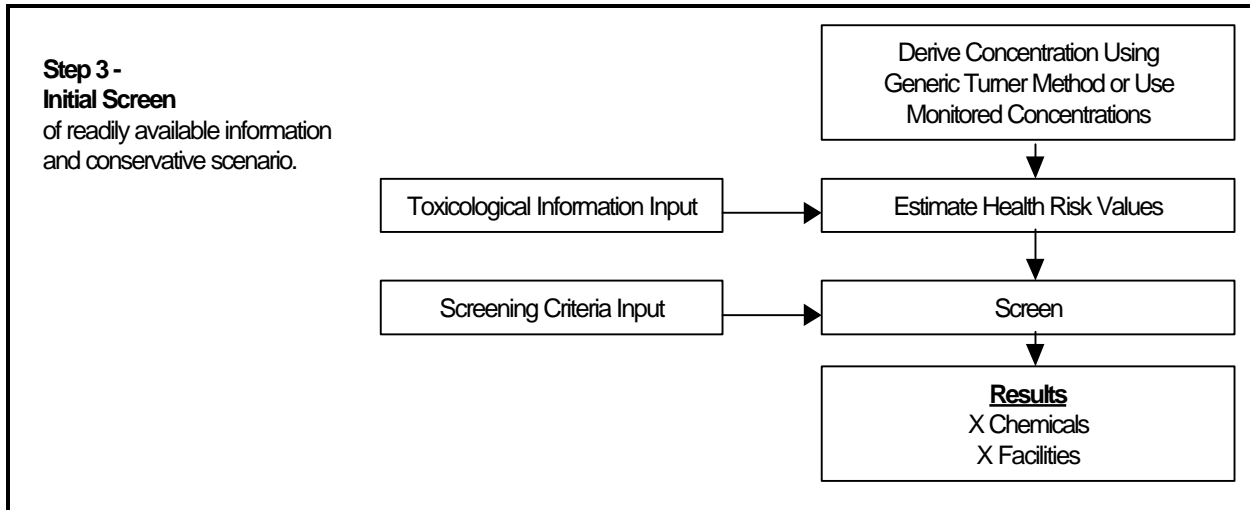 Step 3 -
Initial Screen
of readily available information
and conservative scenario.
Derive Concentration Using
Generic Turner Method or Use
Monitored Concentrations
Toxicological Information Input
Estimate Health Risk Values
Screening Criteria Input
Screen
Results
X Chemicals
X Facilities